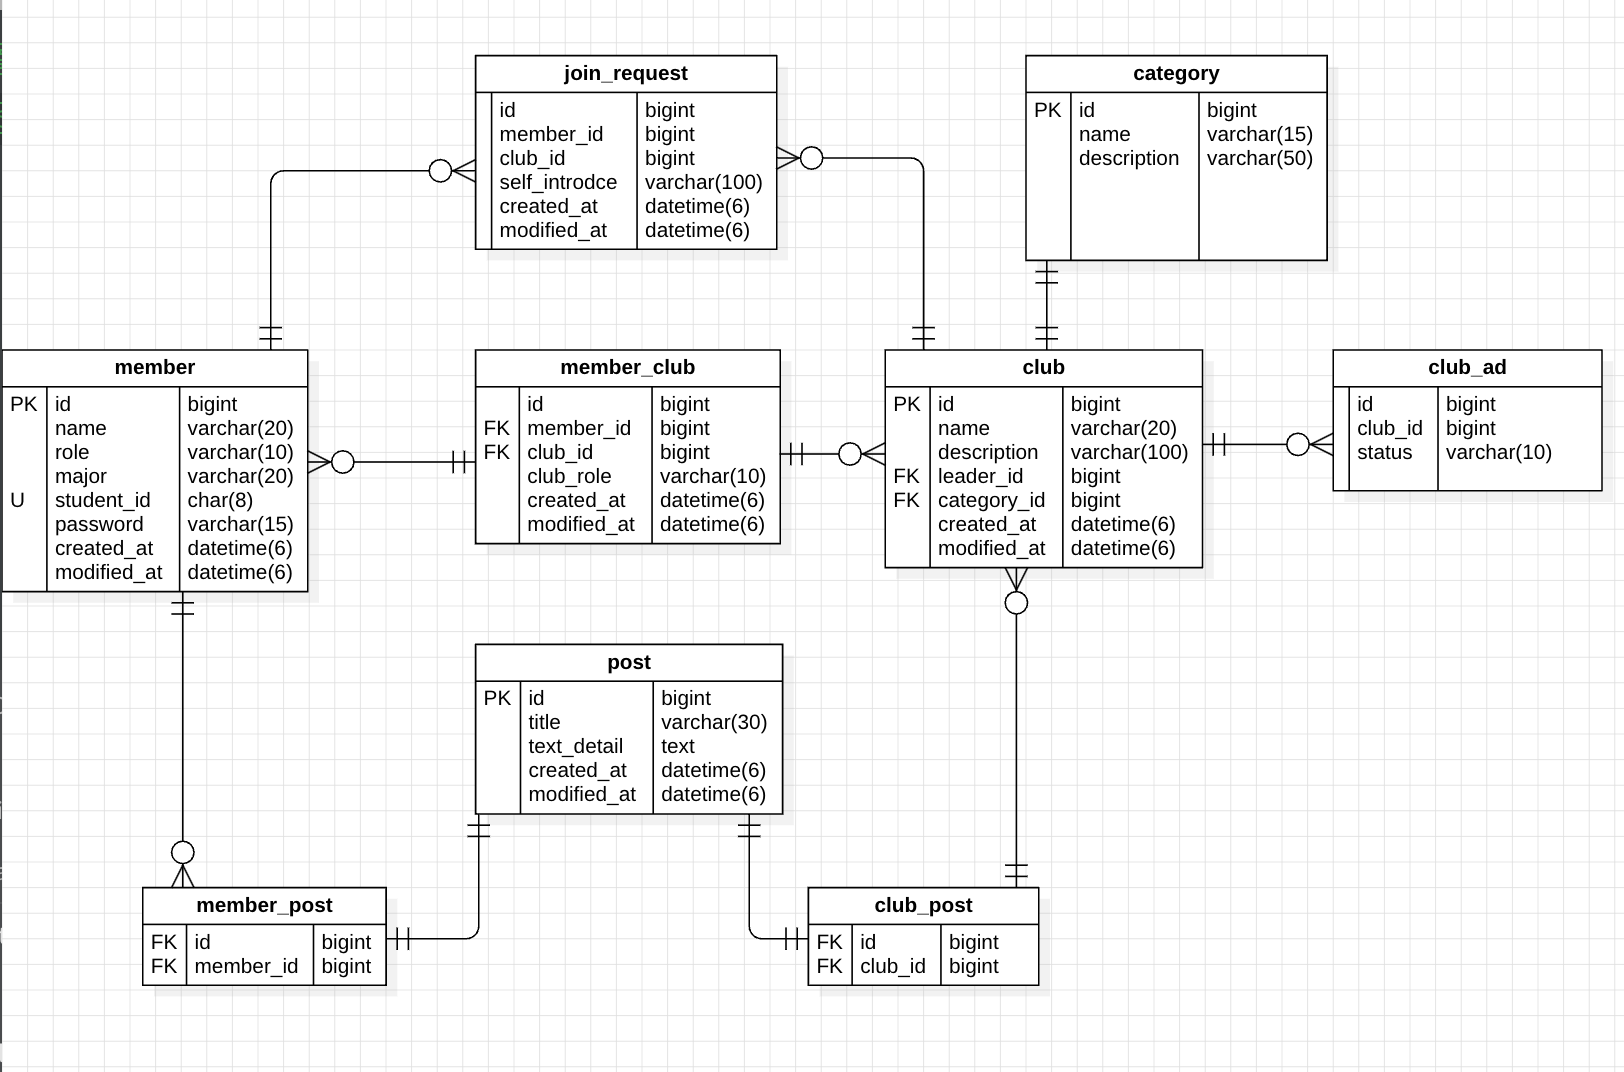 join_request
id bigint
member_id bigint
club_id bigint
self_introdce varchar(100)
created_at datetime(6)
modified_at datetime(6)
category
PK id bigint
name varchar(15)
description varchar(50)
member
PK id bigint
name varchar(20)
role varchar(10)
major varchar(20)
U student_id char(8)
password varchar(15)
created_at datetime(6)
modified_at datetime(6)
member_club
id bigint
FK member_id bigint
FK club_id bigint
club_role varchar(10)
created_at datetime(6)
modified_at datetime(6)
club
PK id bigint
name varchar(20)
description varchar(100)
FK leader_id bigint
FK category_id bigint
created_at datetime(6)
modified_at datetime(6)
club_ad
id bigint
club_id bigint
status varchar(10)
post
PK id bigint
title varchar(30)
text_detail text
created_at datetime(6)
modified_at datetime(6)
member_post
FK id bigint
FK member_id bigint
club_post
FK id bigint
FK club_id bigint